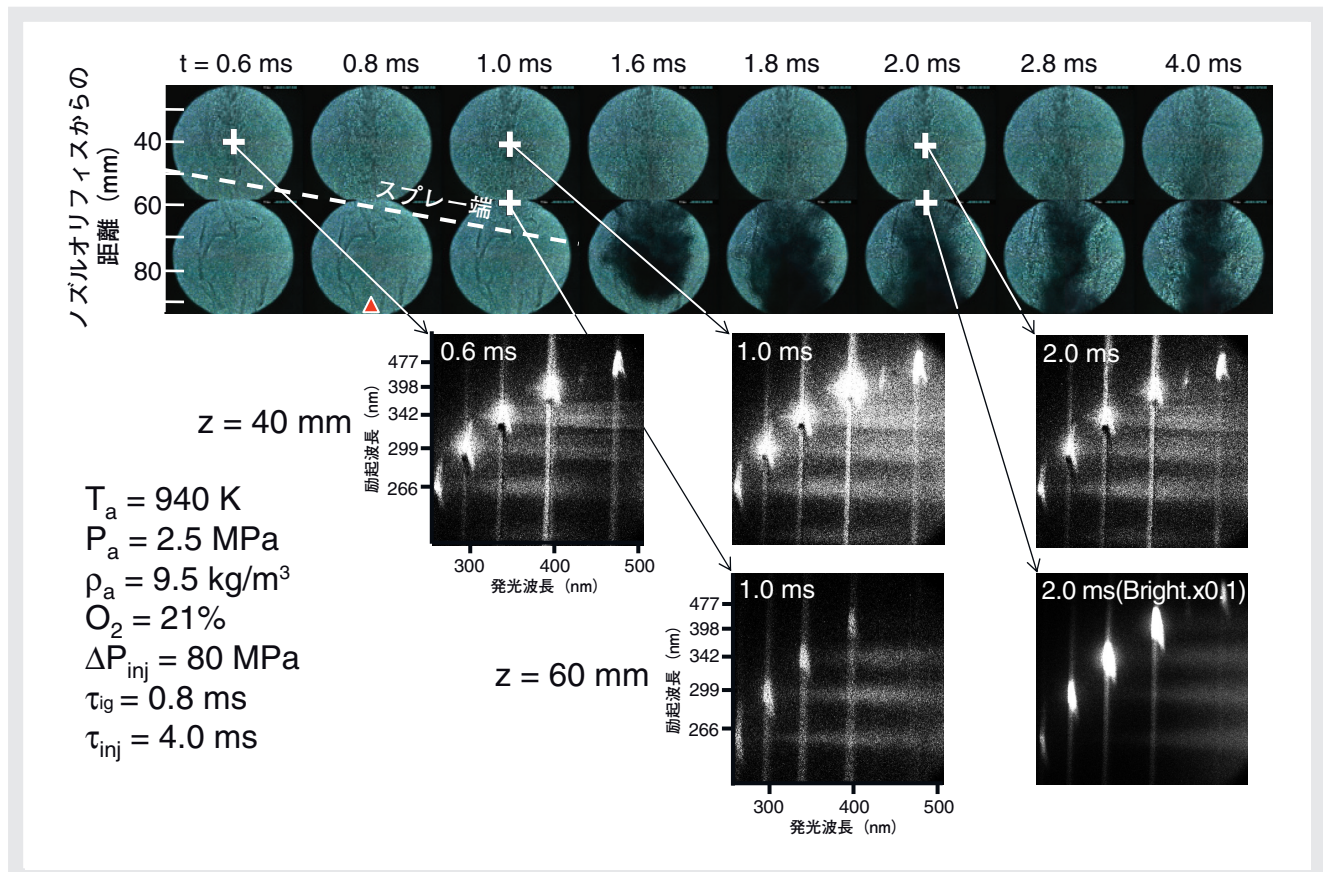 t = 0.6 ms 0.8 ms 1.0 ms 1.6 ms 1.8 ms 2.0 ms 2.8 ms 4.0 ms
ノズルオリフィスからの
距離 (mm)
40
60
80
スプレー端
z = 40 mm
0.6 ms
477
398
342
299
266
励起波長 (nm)
300 400 500
発光波長 (nm)
1.0 ms
2.0 ms
Ta = 940 K
Pa = 2.5 MPa
ρa = 9.5 kg/m³
O2 = 21%
ΔPinj = 80 MPa
τig = 0.8 ms
τinj = 4.0 ms
z = 60 mm
1.0 ms
477
398
342
299
266
励起波長 (nm)
300 400 500
発光波長 (nm)
2.0 ms(Bright.x0.1)